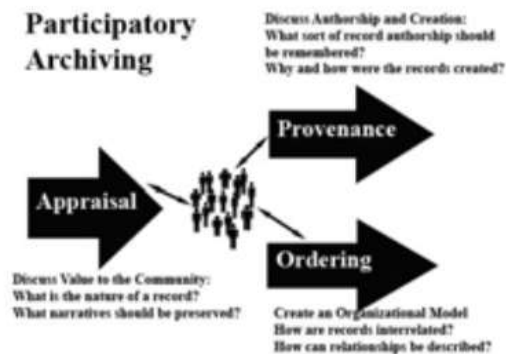 Participatory
Archiving
Discuss Authorship and Creation:
What sort of record authorship should
be remembered?
Why and how were the records created?
Provenance
Appraisal
Discuss Value to the Community:
What is the nature of a record?
What narratives should be preserved?
Ordering
Create an Organizational Model
How are records interrelated?
How can relationships be described?